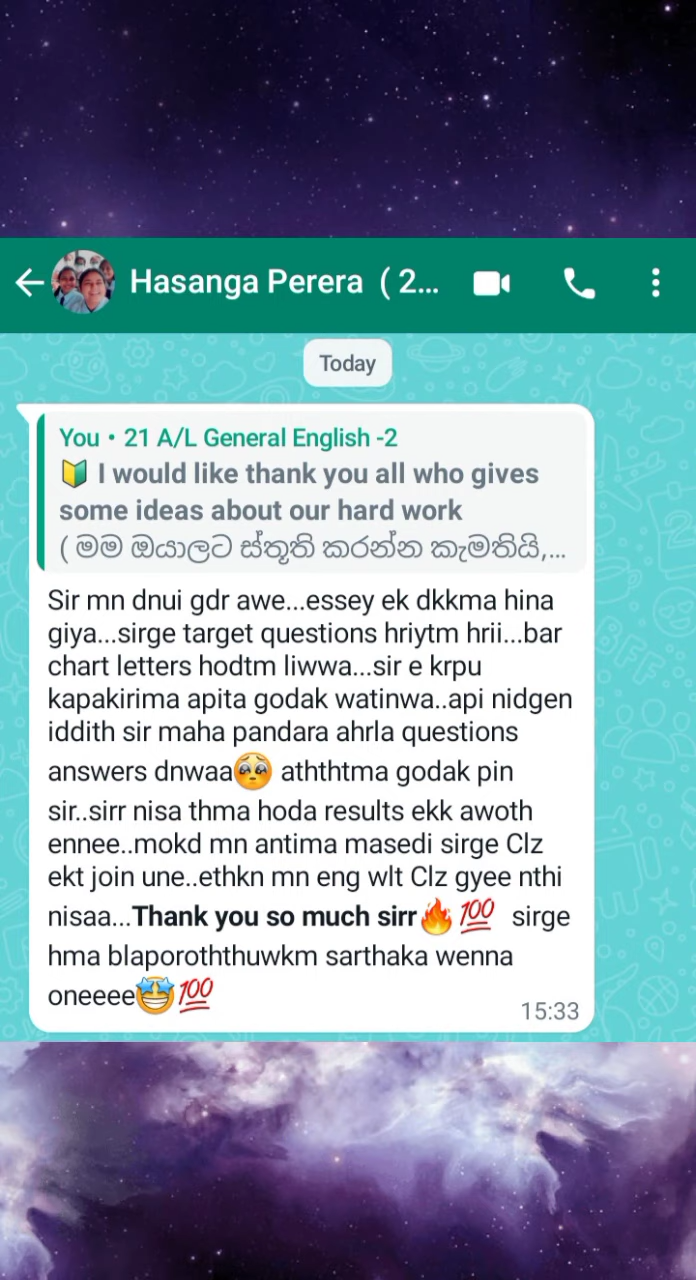 Hasanga Perera ( 2...
Today
You • 21 A/L General English -2
🔰 I would like thank you all who gives
some ideas about our hard work
( මම ඔයාලට ස්තූති කරන්න කැමතියි,...
Sir mn dnui gdr awe...essey ek dkkma hina
giya...sirge target questions hriytm hrii...bar
chart letters hodtm liwwa...sir e krpu
kapakirima apita godak watinwa..api nidgen
iddith sir maha pandara ahrla questions
answers dnwaa🥺 aththtma godak pin
sir..sirr nisa thma hoda results ekk awoth
ennee..mokd mn antima masedi sirge Clz
ekt join une..ethkn mn eng wlt Clz gyee nthi
nisaa...Thank you so much sirr🔥💯 sirge
hma blaporoththuwkm sarthaka wenna
oneeee🤩💯
15:33